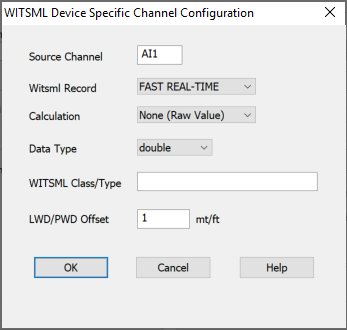 WITSML Device Specific Channel Configuration
Source Channel AI1
Witsml Record FAST REAL-TIME
Calculation None (Raw Value)
Data Type double
WITSML Class/Type
LWD/PWD Offset 1 mt/ft
OK Cancel Help